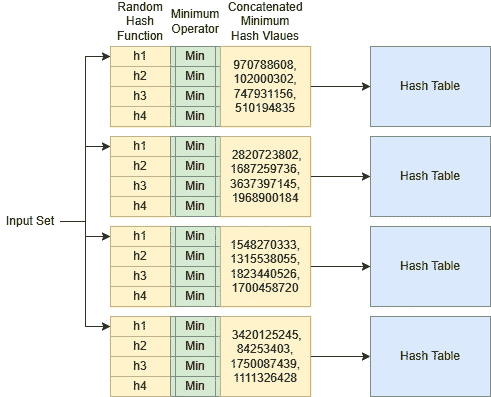 Random Hash Function
Minimum Operator
Concatenated Minimum Hash Vlaues
h1 Min
h2 Min
h3 Min
h4 Min
970788608,
102000302,
747931156,
510194835
Hash Table
h1 Min
h2 Min
h3 Min
h4 Min
2820723802,
1687259736,
3637397145,
1968900184
Hash Table
Input Set
h1 Min
h2 Min
h3 Min
h4 Min
1548270333,
1315538055,
1823440526,
1700458720
Hash Table
h1 Min
h2 Min
h3 Min
h4 Min
3420125245,
84253403,
1750087439,
1111326428
Hash Table